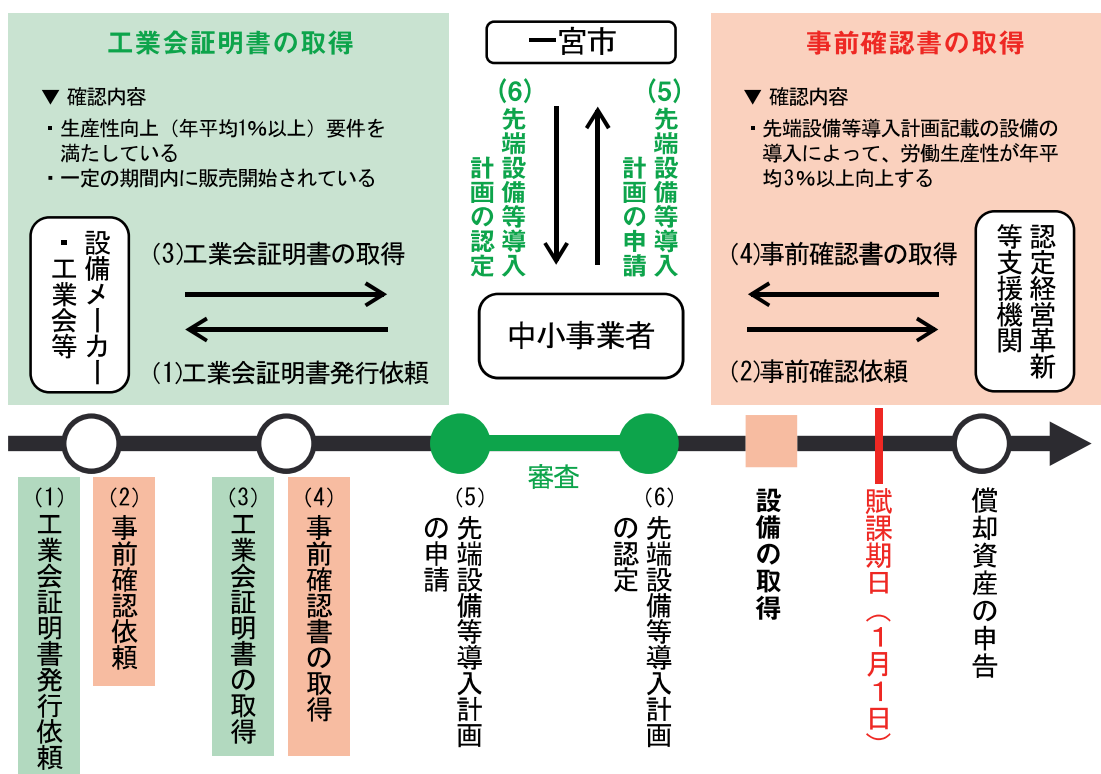 工業会証明書の取得
▼ 確認内容
・生産性向上（年平均1％以上）要件を
満たしている
・一定の期間内に販売開始されている
設備メーカー
・工業会等
(3)工業会証明書の取得
(1)工業会証明書発行依頼
一宮市
(5)先端設備等導入
計画の申請
(6)先端設備等導入
計画の認定
中小事業者
事前確認書の取得
▼ 確認内容
・先端設備等導入計画記載の設備の
導入によって、労働生産性が年平
均3％以上向上する
(4)事前確認書の取得
(2)事前確認依頼
認定経営革新
等支援機関
(1)工業会証明書発行依頼
(2)事前確認依頼
(3)工業会証明書の取得
(4)事前確認書の取得
審査
(5)先端設備等導入計画
の申請
(6)先端設備等導入計画
の認定
設備の取得
賦課期日（1月1日）
償却資産の申告